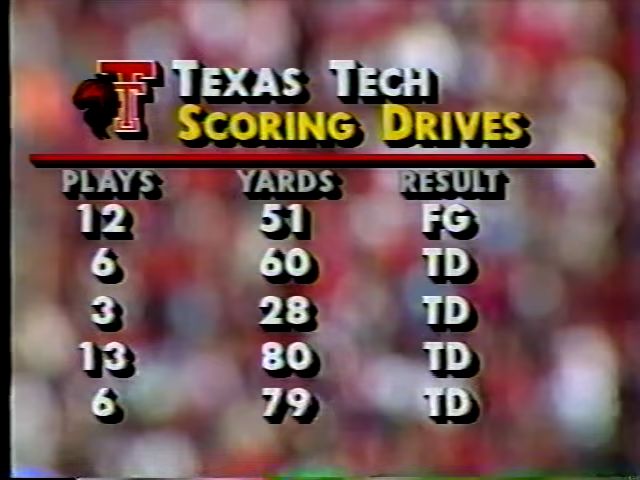 TEXAS TECH
SCORING DRIVES
PLAYS YARDS RESULT
12 51 FG
6 60 TD
3 28 TD
13 80 TD
6 79 TD